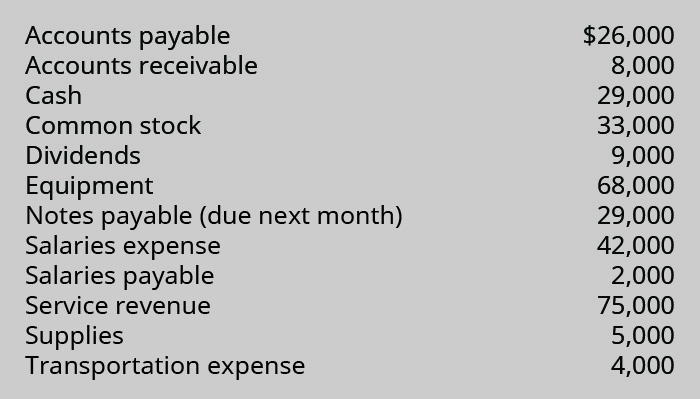 Accounts payable $26,000
Accounts receivable 8,000
Cash 29,000
Common stock 33,000
Dividends 9,000
Equipment 68,000
Notes payable (due next month) 29,000
Salaries expense 42,000
Salaries payable 2,000
Service revenue 75,000
Supplies 5,000
Transportation expense 4,000